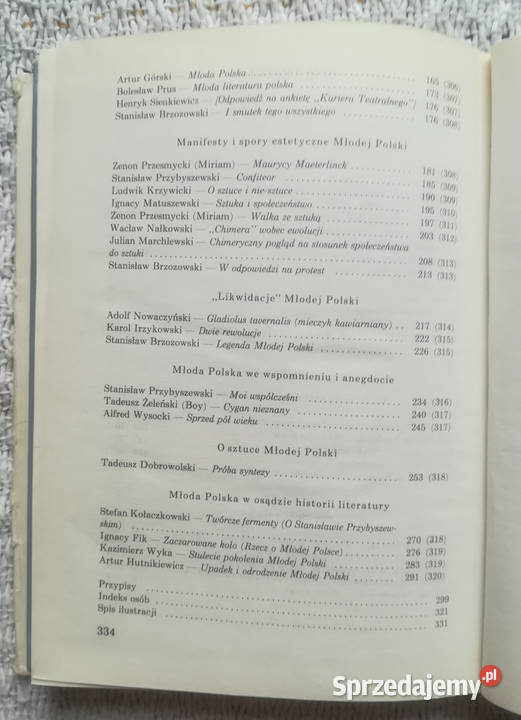 Artur Górski — Młoda Polska . . . . . . . . . . . . . . . . . . 165 (306)
Bolesław Prus — Młoda literatura polska . . . . . . . . . . . . . . 173 (307)
Henryk Sienkiewicz — [Odpowiedź na ankietę „Kuriera Teatralnego”] 176 (307)
Stanisław Brzozowski — I smutek tego wszystkiego . . . . . . . . . . 176 (308)
Manifesty i spory estetyczne Młodej Polski
Zenon Przesmycki (Miriam) — Maurycy Maeterlinck . . . . . . . . . . 181 (308)
Stanisław Przybyszewski — Confiteor . . . . . . . . . . . . . . 185 (309)
Ludwik Krzywicki — O sztuce i nie-sztuce . . . . . . . . . . . . 190 (309)
Ignacy Matuszewski — Sztuka i społeczeństwo . . . . . . . . . . . 195 (310)
Zenon Przesmycki (Miriam) — Walka ze sztuką . . . . . . . . . . . 197 (311)
Wacław Nałkowski — „Chimera” wobec ewolucji . . . . . . . . . . . 203 (312)
Julian Marchlewski — Chimeryczny pogląd na stosunek społeczeństwa
do sztuki . . . . . . . . . . . . . . . . . . . . . . . . 208 (313)
Stanisław Brzozowski — W odpowiedzi na protest . . . . . . . . . . 213 (313)
„Likwidacje” Młodej Polski
Adolf Nowaczyński — Gladiolus tavernalis (mieczyk kawiarniany) . . 217 (314)
Karol Irzykowski — Dwie rewolucje . . . . . . . . . . . . . . . 222 (315)
Stanisław Brzozowski — Legenda Młodej Polski . . . . . . . . . . . 226 (315)
Młoda Polska we wspomnieniu i anegdocie
Stanisław Przybyszewski — Moi współcześni . . . . . . . . . . . . 234 (316)
Tadeusz Żeleński (Boy) — Cygan nieznany . . . . . . . . . . . . . 240 (317)
Alfred Wysocki — Sprzed pół wieku . . . . . . . . . . . . . . . 245 (317)
O sztuce Młodej Polski
Tadeusz Dobrowolski — Próba syntezy . . . . . . . . . . . . . . 253 (318)
Młoda Polska w osądzie historii literatury
Stefan Kołaczkowski — Twórcze fermenty (O Stanisławie Przybyszew-
skim) . . . . . . . . . . . . . . . . . . . . . . . . . . 270 (318)
Ignacy Fik — Zaczarowane koło (Rzecz o Młodej Polsce) . . . . . . . 276 (319)
Kazimierz Wyka — Stulecie pokolenia Młodej Polski . . . . . . . . . 283 (319)
Artur Hutnikiewicz — Upadek i odrodzenie Młodej Polski . . . . . . 291 (320)
Przypisy . . . . . . . . . . . . . . . . . . . . . . . . . 299
Indeks osób . . . . . . . . . . . . . . . . . . . . . . . . 321
Spis ilustracji . . . . . . . . . . . . . . . . . . . . . . 331
334
Sprzedajemy.pl